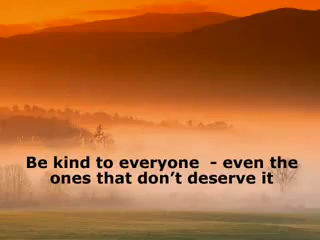 Be kind to everyone  - even the
ones that don’t deserve it